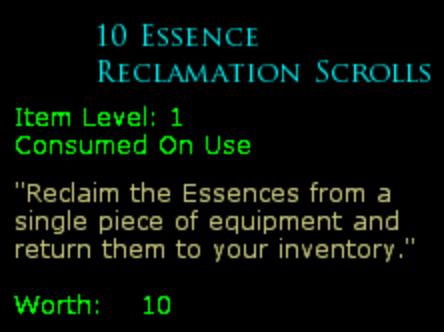 10 Essence
Reclamation Scrolls
Item Level: 1
Consumed On Use
"Reclaim the Essences from a
single piece of equipment and
return them to your inventory."
Worth: 10